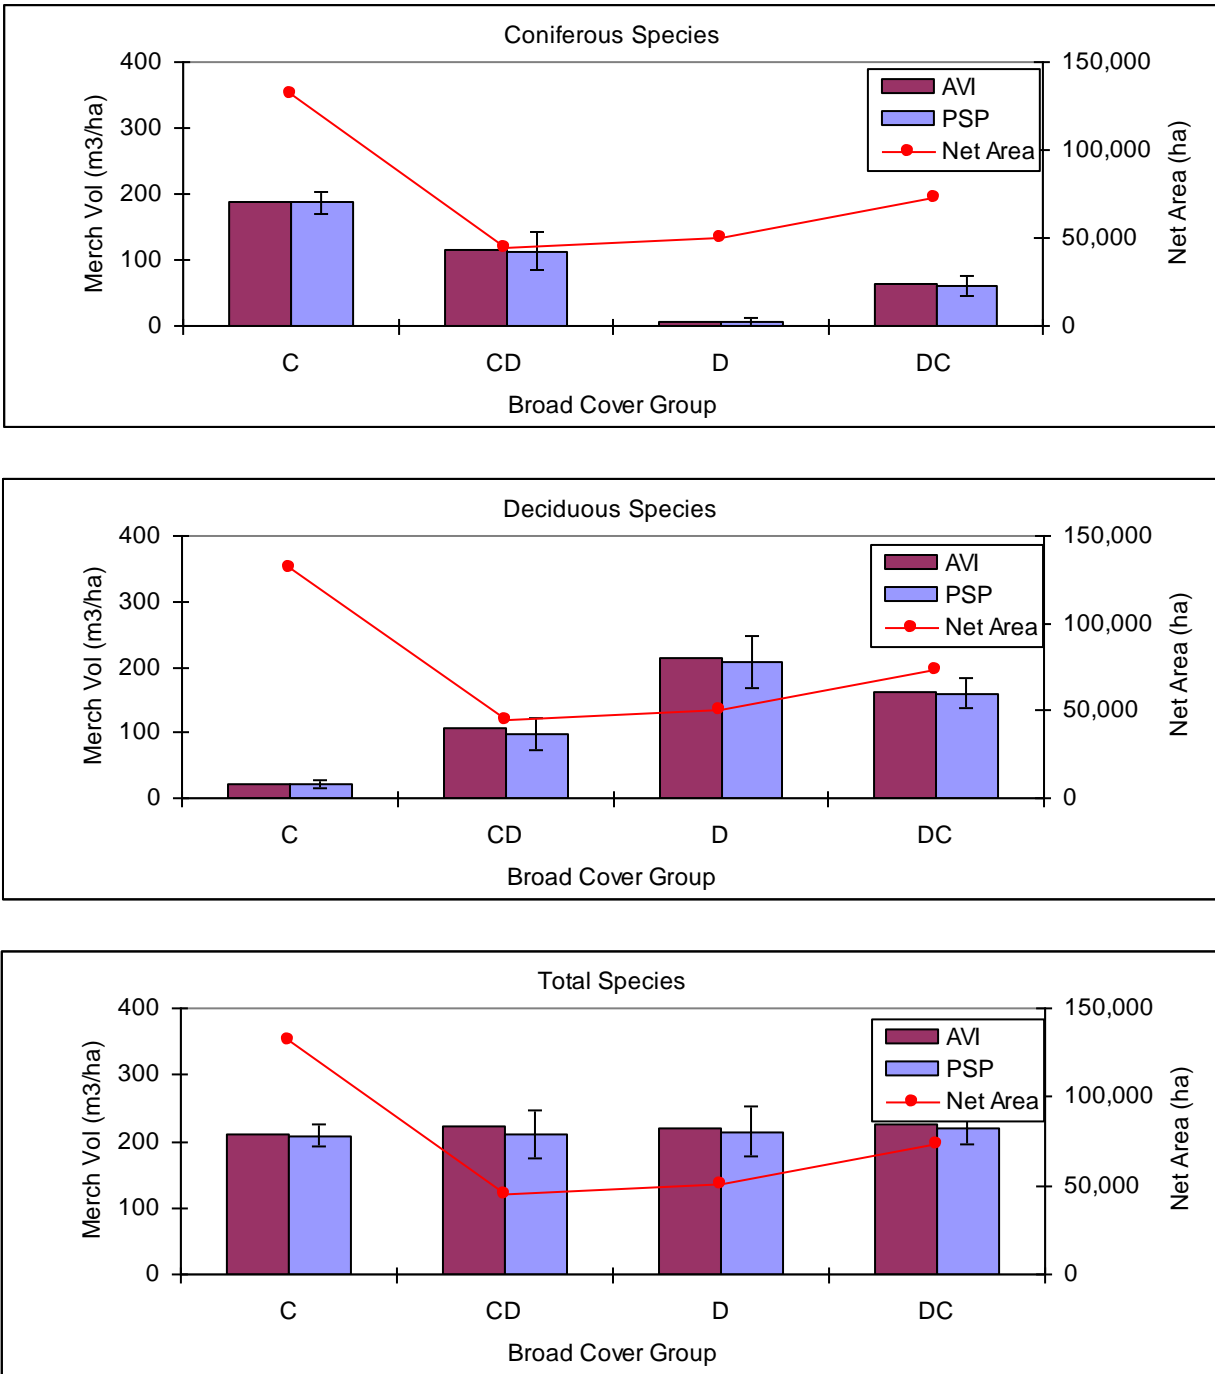 Coniferous Species
400
300
200
100
0
Merch Vol (m3/ha)
150,000
100,000
50,000
0
Net Area (ha)
AVI
PSP
Net Area
C CD D DC
Broad Cover Group
Deciduous Species
400
300
200
100
0
Merch Vol (m3/ha)
150,000
100,000
50,000
0
Net Area (ha)
AVI
PSP
Net Area
C CD D DC
Broad Cover Group
Total Species
400
300
200
100
0
Merch Vol (m3/ha)
150,000
100,000
50,000
0
Net Area (ha)
AVI
PSP
Net Area
C CD D DC
Broad Cover Group